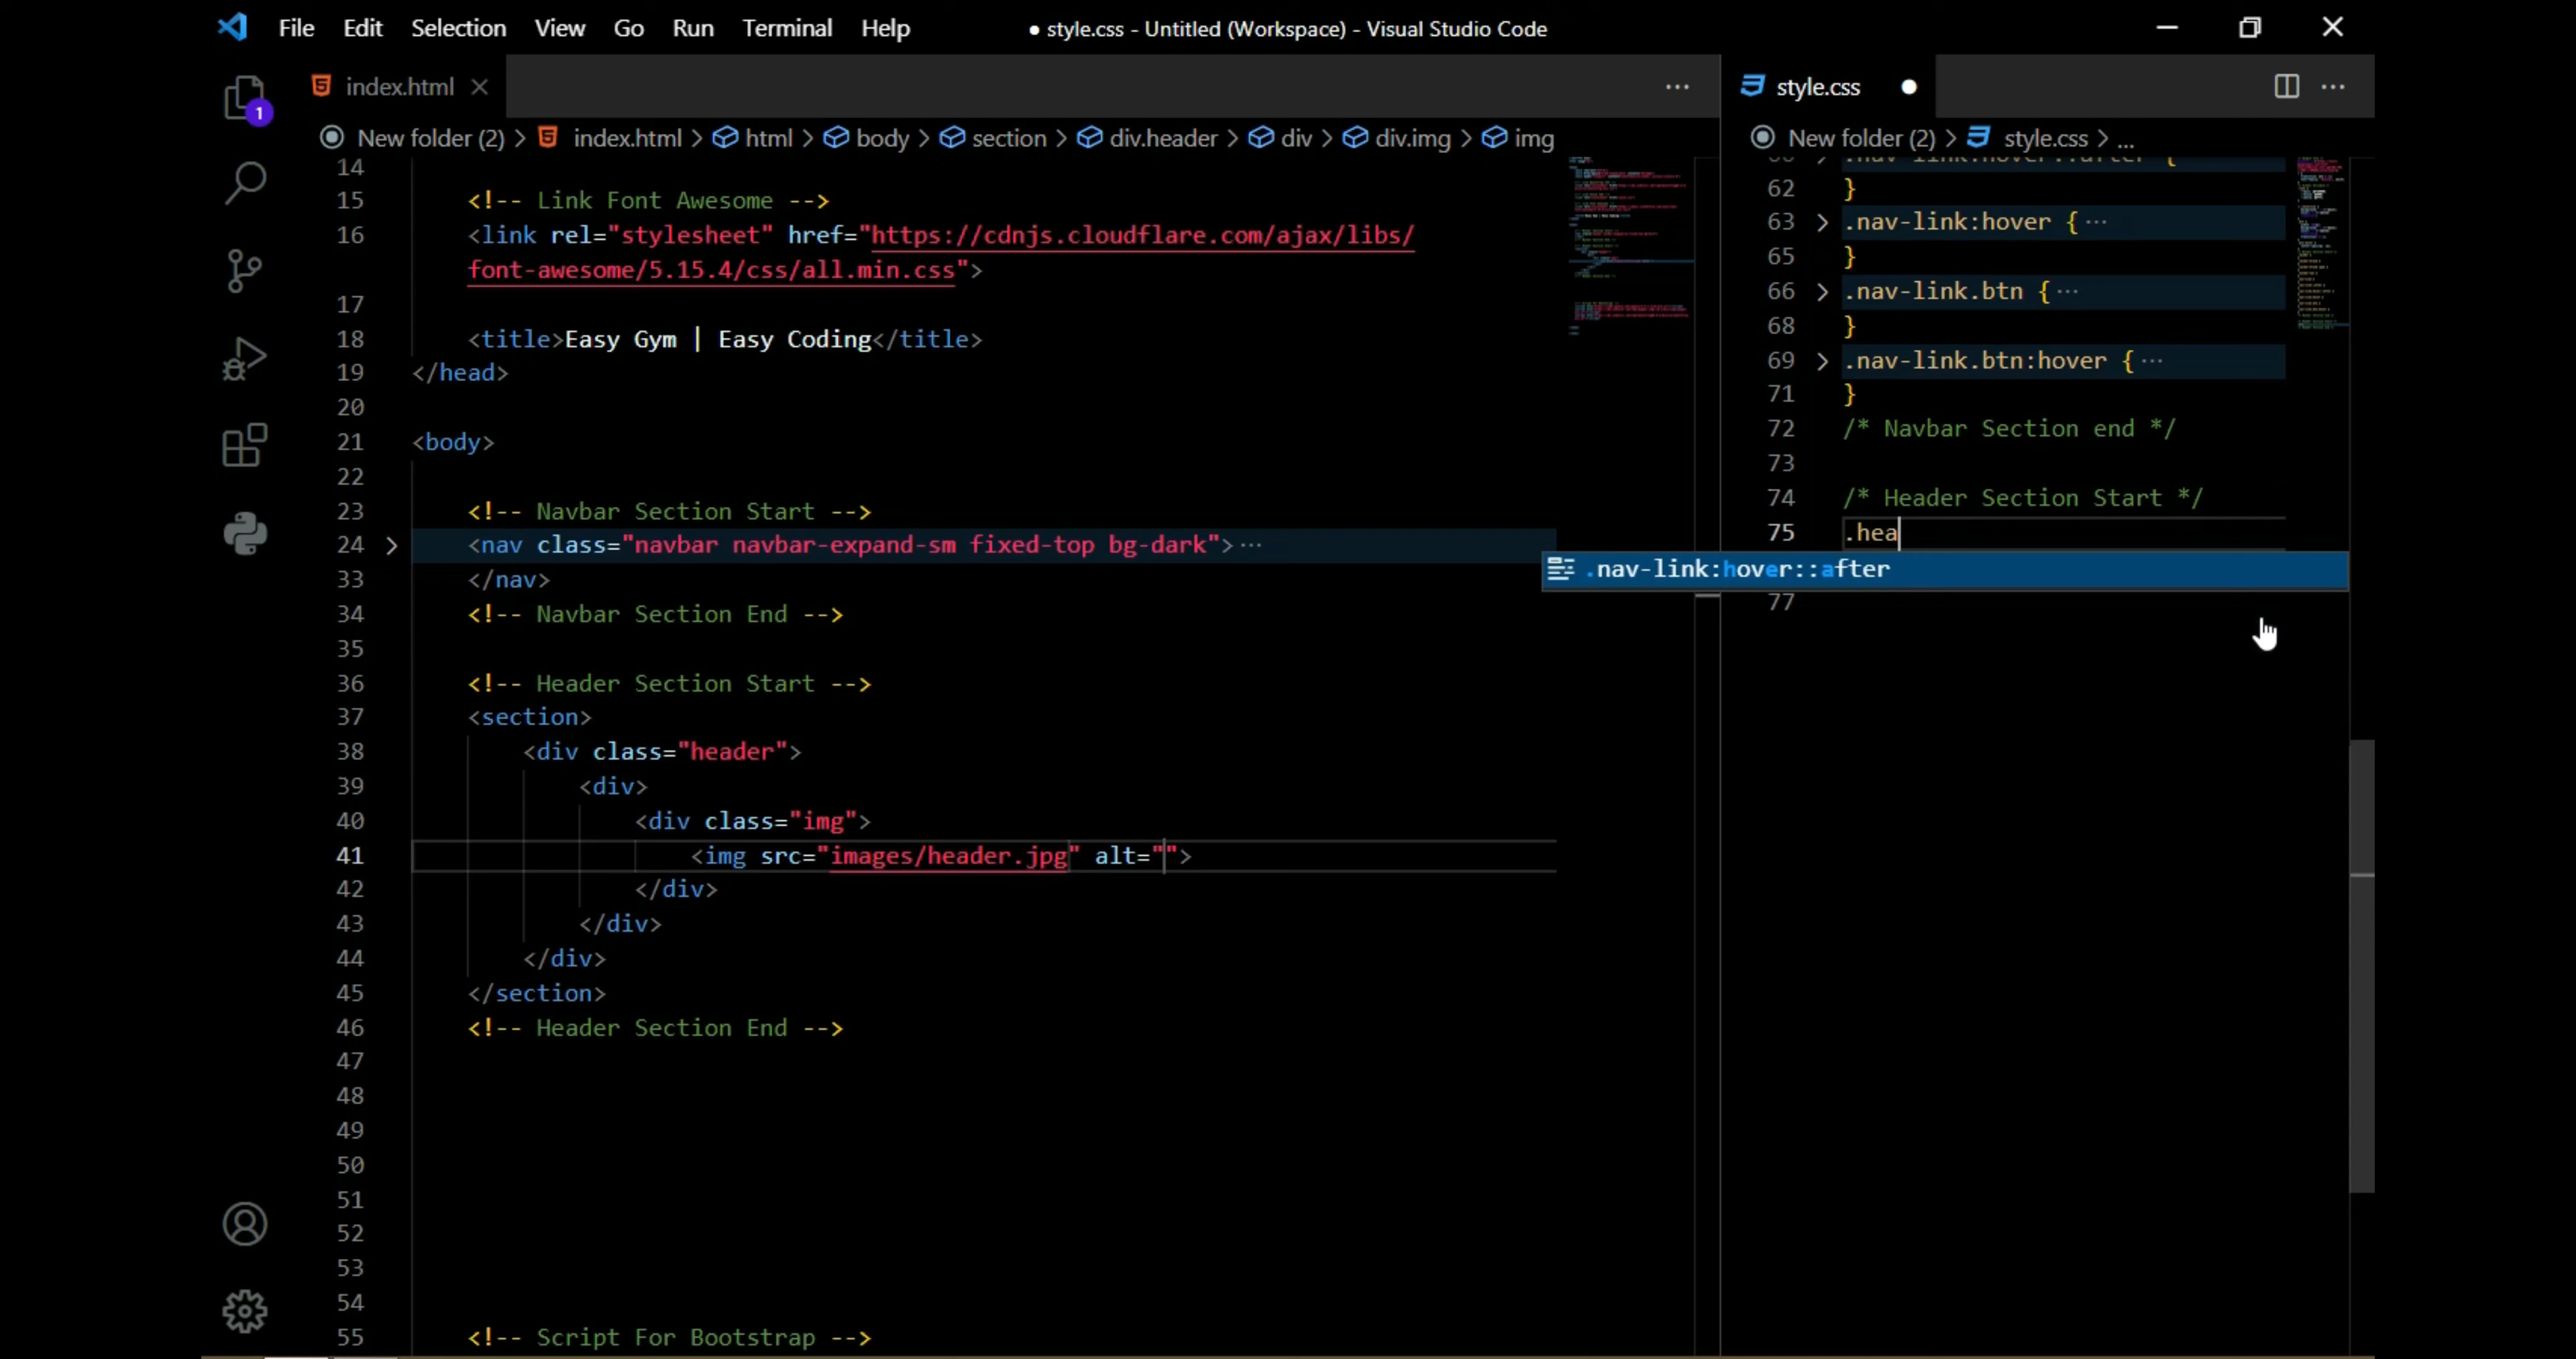 File Edit Selection View Go Run Terminal Help ● style.css - Untitled (Workspace) - Visual Studio Code
index.html
New folder (2) > index.html > html > body > section > div.header > div > div.img > img
14
15 <!-- Link Font Awesome -->
16 <link rel="stylesheet" href="https://cdnjs.cloudflare.com/ajax/libs/
font-awesome/5.15.4/css/all.min.css">
17
18 <title>Easy Gym | Easy Coding</title>
19 </head>
20
21 <body>
22
23 <!-- Navbar Section Start -->
24 <nav class="navbar navbar-expand-sm fixed-top bg-dark">···
33 </nav>
34 <!-- Navbar Section End -->
35
36 <!-- Header Section Start -->
37 <section>
38 <div class="header">
39 <div>
40 <div class="img">
41 <img src="images/header.jpg" alt="">
42 </div>
43 </div>
44 </div>
45 </section>
46 <!-- Header Section End -->
47
48
49
50
51
52
53
54
55 <!-- Script For Bootstrap -->
1
style.css ●
New folder (2) > style.css > ...
60 .nav-link:hover::after {
62 }
63 .nav-link:hover {···
65 }
66 .nav-link.btn {···
68 }
69 .nav-link.btn:hover {···
71 }
72 /* Navbar Section end */
73
74 /* Header Section Start */
75 .hea
.nav-link:hover::after
77